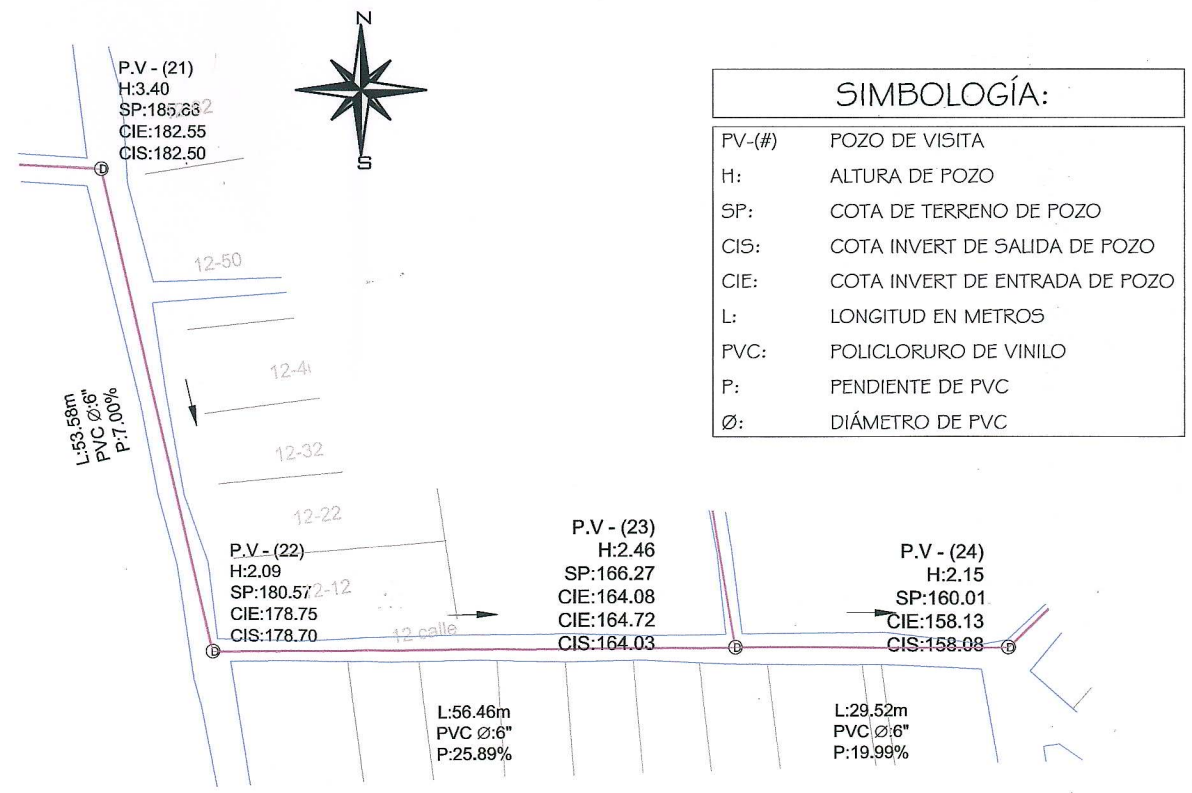 N
S
P.V - (21)
H:3.40
SP:185.68
CIE:182.55
CIS:182.50
SIMBOLOGÍA:
PV-(#) POZO DE VISITA
H: ALTURA DE POZO
SP: COTA DE TERRENO DE POZO
CIS: COTA INVERT DE SALIDA DE POZO
CIE: COTA INVERT DE ENTRADA DE POZO
L: LONGITUD EN METROS
PVC: POLICLORURO DE VINILO
P: PENDIENTE DE PVC
Ø: DIÁMETRO DE PVC
D
12-50
L:53.58m
PVC Ø:6"
P:7.00%
12-32
12-22
P.V - (22)
H:2.09
SP:180.57
CIE:178.75
CIS:178.70
12-12
12 calle
D
P.V - (23)
H:2.46
SP:166.27
CIE:164.08
CIE:164.72
CIS:164.03
D
P.V - (24)
H:2.15
SP:160.01
CIE:158.13
CIS:158.08
D
L:56.46m
PVC Ø:6"
P:25.89%
L:29.52m
PVC Ø:6"
P:19.99%